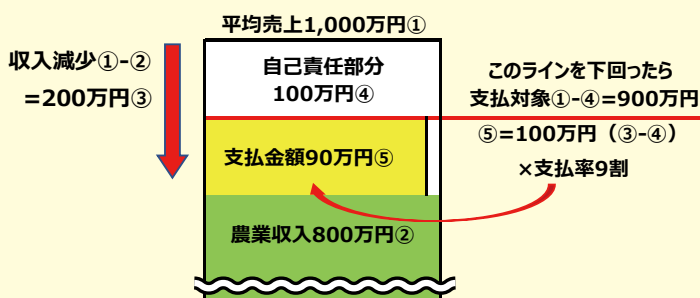 平均売上1,000万円①
収入減少①-②
=200万円③
自己責任部分
100万円④
このラインを下回ったら
支払対象①-④=900万円
⑤=100万円（③-④）
×支払率9割
支払金額90万円⑤
農業収入800万円②